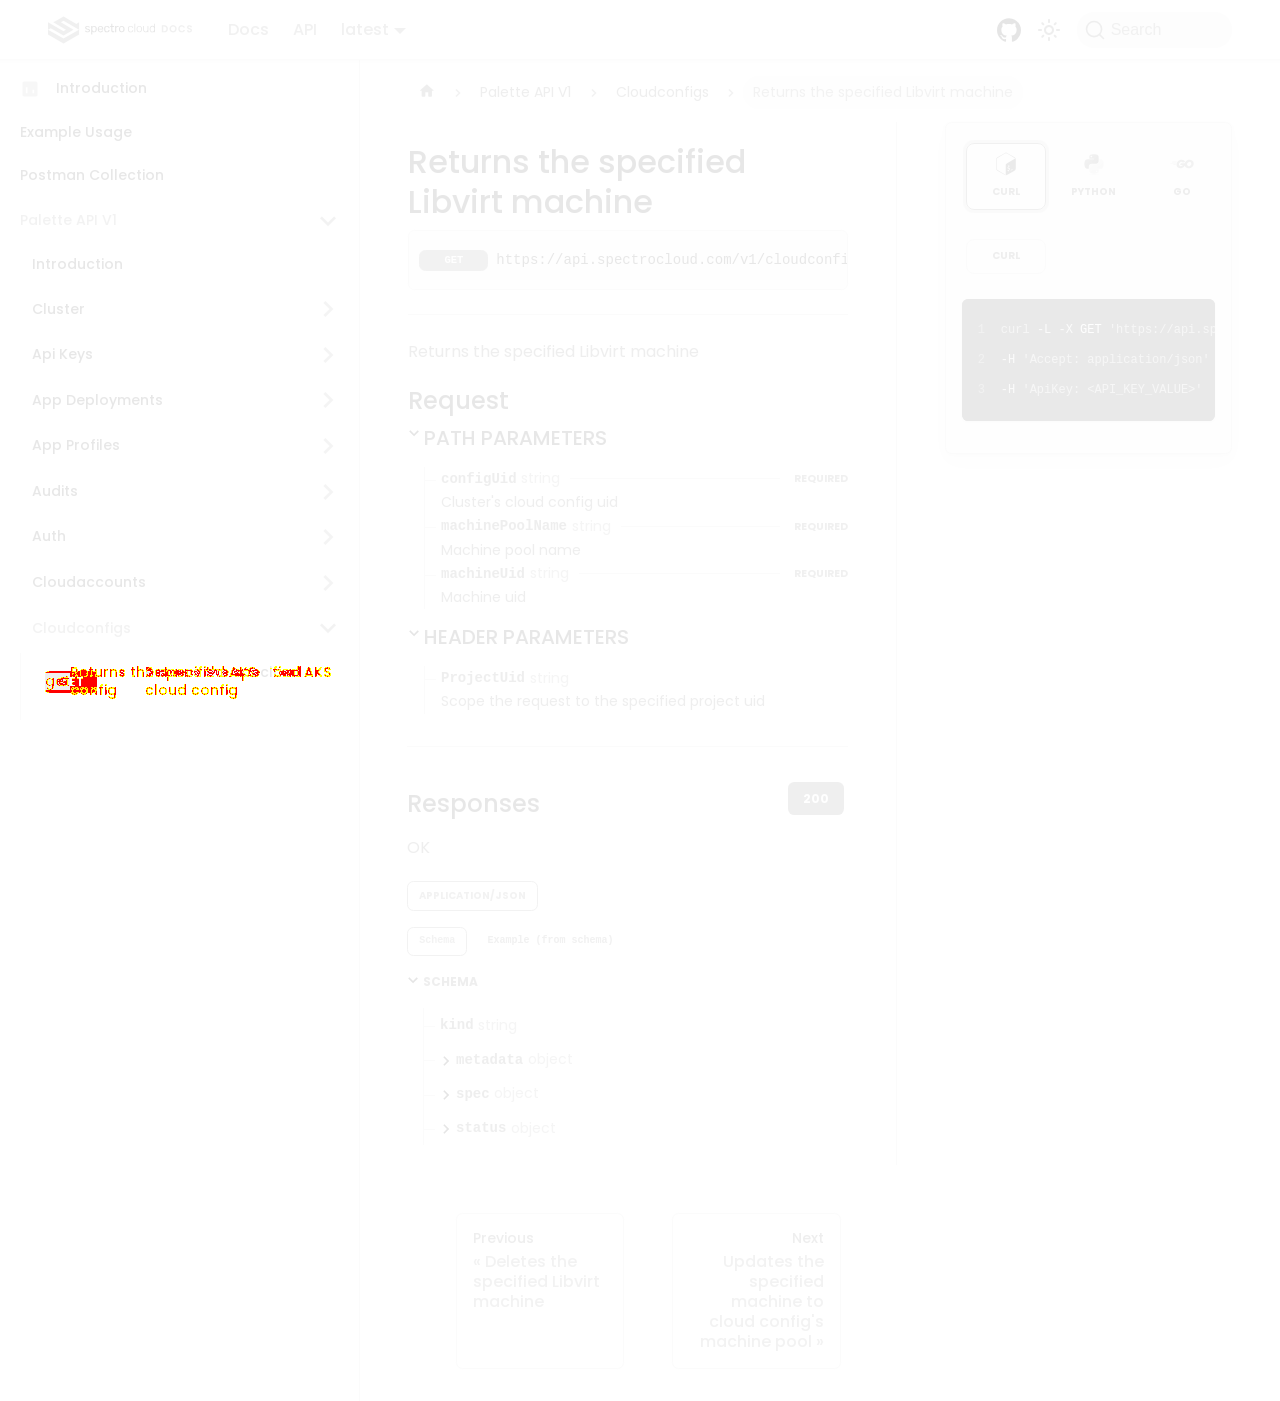 spectro cloud DOCS
Docs
API
latest
Search
Introduction
Example Usage
Postman Collection
Palette API V1
Introduction
Cluster
Api Keys
App Deployments
App Profiles
Audits
Auth
Cloudaccounts
Cloudconfigs
cloud config
Palette API V1
Cloudconfigs
Returns the specified Libvirt machine
Returns the specified
Libvirt machine
GET https://api.spectrocloud.com/v1/cloudconfi
Returns the specified Libvirt machine
Request
PATH PARAMETERS
configUid string REQUIRED
Cluster's cloud config uid
machinePoolName string REQUIRED
Machine pool name
machineUid string REQUIRED
Machine uid
HEADER PARAMETERS
ProjectUid string
Scope the request to the specified project uid
Responses
200
OK
APPLICATION/JSON
Schema
Example (from schema)
SCHEMA
kind string
metadata object
spec object
status object
Previous
« Deletes the
specified Libvirt
machine
Next
Updates the
specified
machine to
cloud config's
machine pool »
CURL
PYTHON
GO
CURL
1 curl -L -X GET 'https://api.sp
2 -H 'Accept: application/json'
3 -H 'ApiKey: <API_KEY_VALUE>'